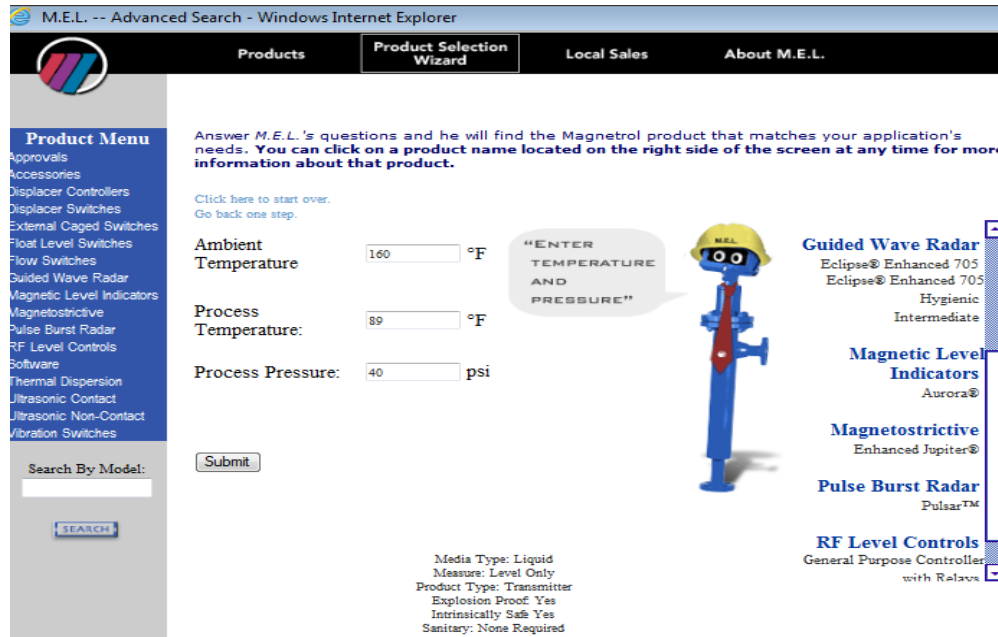 M.E.L. -- Advanced Search - Windows Internet Explorer
Products
Product Selection
Wizard
Local Sales
About M.E.L.
Product Menu
Approvals
Accessories
Displacer Controllers
Displacer Switches
External Caged Switches
Float Level Switches
Flow Switches
Guided Wave Radar
Magnetic Level Indicators
Magnetostrictive
Pulse Burst Radar
RF Level Controls
Software
Thermal Dispersion
Ultrasonic Contact
Ultrasonic Non-Contact
Vibration Switches
Search By Model:
SEARCH
Answer M.E.L.'s questions and he will find the Magnetrol product that matches your application's
needs. You can click on a product name located on the right side of the screen at any time for more
information about that product.
Click here to start over.
Go back one step.
Ambient
Temperature
160 °F
Process
Temperature:
89 °F
Process Pressure: 40 psi
Submit
"ENTER
TEMPERATURE
AND
PRESSURE"
M.E.L.
Guided Wave Radar
Eclipse® Enhanced 705
Eclipse® Enhanced 705
Hygienic
Intermediate
Magnetic Level
Indicators
Aurora®
Magnetostrictive
Enhanced Jupiter®
Pulse Burst Radar
Pulsar™
RF Level Controls
General Purpose Controller
with Relays
Media Type: Liquid
Measure: Level Only
Product Type: Transmitter
Explosion Proof: Yes
Intrinsically Safe Yes
Sanitary: None Required